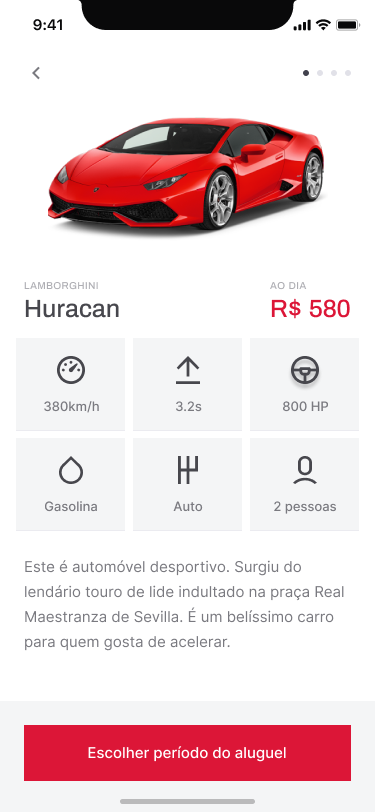 9:41
LAMBORGHINI
Huracan
AO DIA
R$ 580
380km/h
3.2s
800 HP
Gasolina
Auto
2 pessoas
Este é automóvel desportivo. Surgiu do
lendário touro de lide indultado na praça Real
Maestranza de Sevilla. É um belíssimo carro
para quem gosta de acelerar.
Escolher período do aluguel